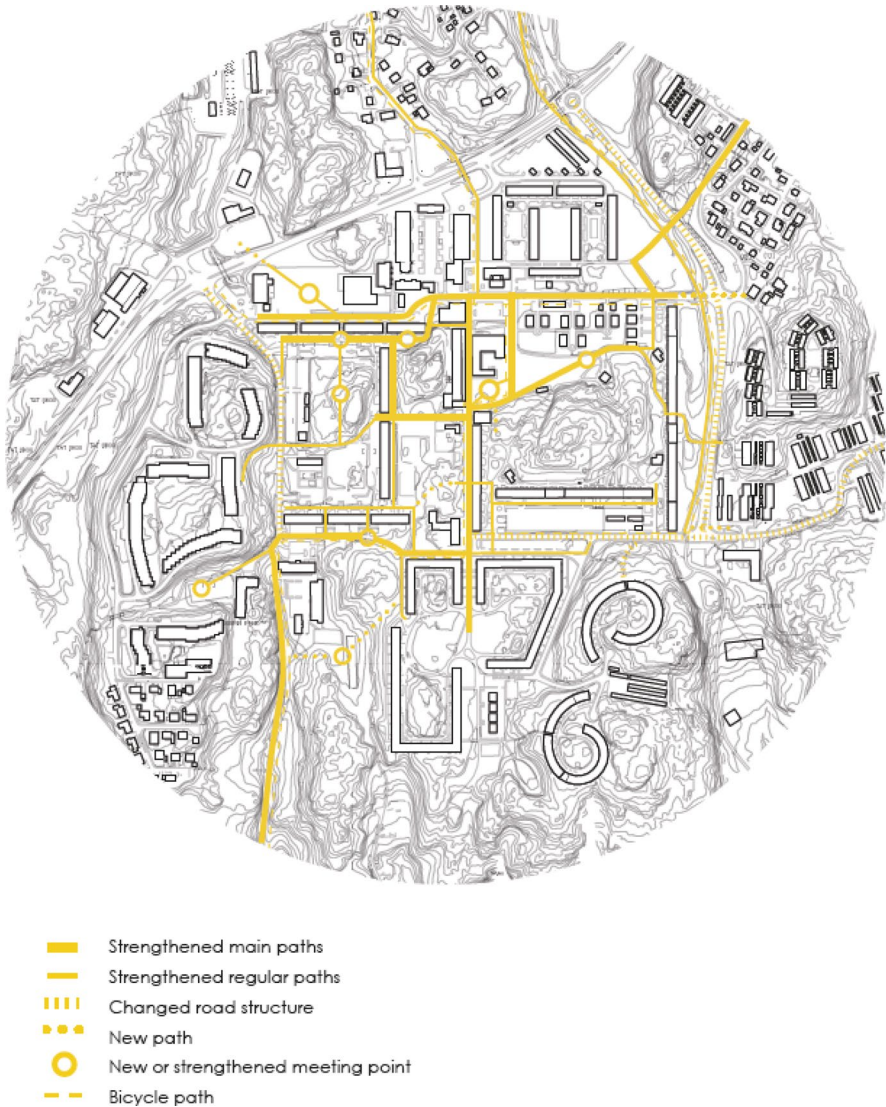 Strengthened main paths
Strengthened regular paths
Changed road structure
New path
New or strengthened meeting point
Bicycle path